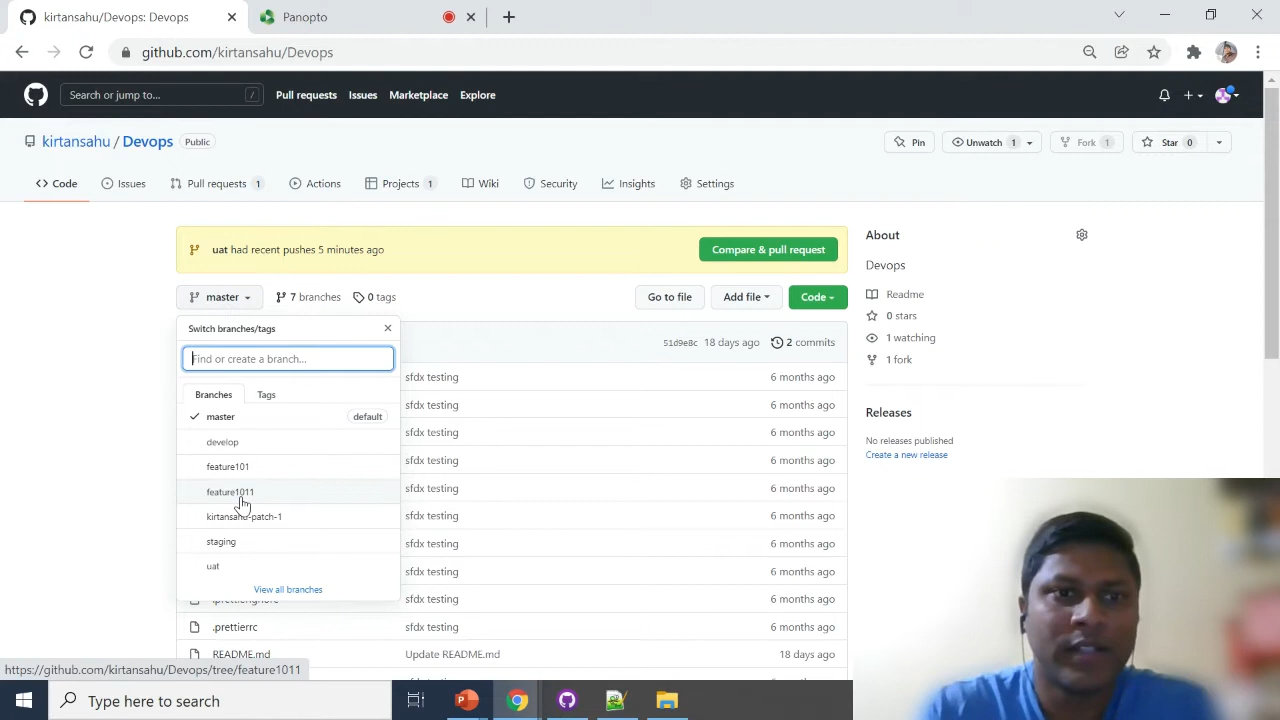 kirtansahu/Devops: Devops
Panopto
github.com/kirtansahu/Devops
Search or jump to...
/
Pull requests
Issues
Marketplace
Explore
kirtansahu / Devops
Public
Pin
Unwatch 1
Fork 1
Star 0
Code
Issues
Pull requests 1
Actions
Projects 1
Wiki
Security
Insights
Settings
uat had recent pushes 5 minutes ago
Compare & pull request
About
Devops
Readme
0 stars
1 watching
1 fork
Releases
No releases published
Create a new release
master
7 branches
0 tags
Go to file
Add file
Code
Switch branches/tags
Find or create a branch...
Branches
Tags
master
default
develop
feature101
feature1011
kirtansahu-patch-1
staging
uat
View all branches
51d9e8c 18 days ago
2 commits
sfdx testing 6 months ago
sfdx testing 6 months ago
sfdx testing 6 months ago
sfdx testing 6 months ago
sfdx testing 6 months ago
sfdx testing 6 months ago
sfdx testing 6 months ago
sfdx testing 6 months ago
.prettierignore sfdx testing 6 months ago
.prettierrc sfdx testing 6 months ago
README.md Update README.md 18 days ago
https://github.com/kirtansahu/Devops/tree/feature1011
Type here to search